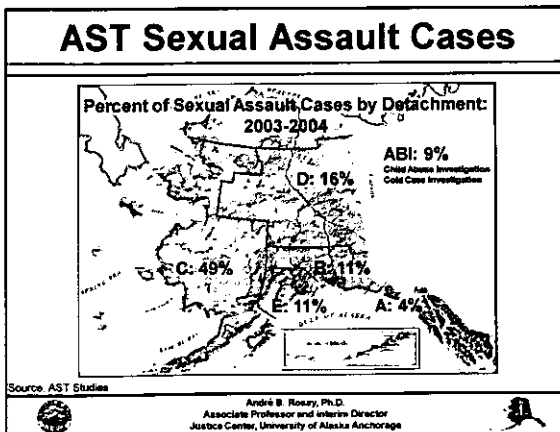 AST Sexual Assault Cases
Percent of Sexual Assault Cases by Detachment:
2003-2004
ABI: 9%
Child Abuse Investigation
Cold Case Investigation
D: 16%
C: 49%
B: 11%
E: 11%
A: 4%
Source: AST Studies
André B. Rosay, Ph.D.
Associate Professor and Interim Director
Justice Center, University of Alaska Anchorage